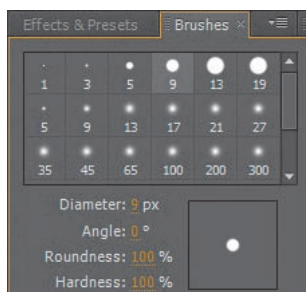 Effects & Presets Brushes ×
1 3 5 9 13 19
5 9 13 17 21 27
35 45 65 100 200 300
Diameter: 9 px
Angle: 0 °
Roundness: 100 %
Hardness: 100 %